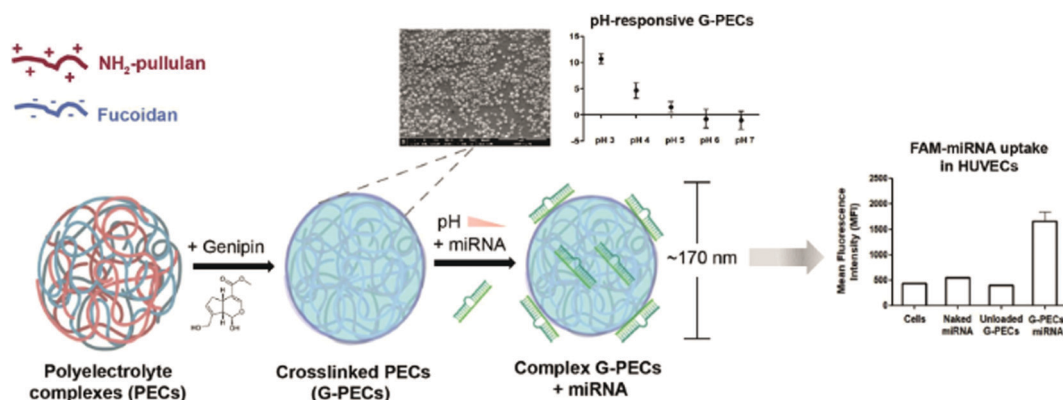 NH2-pullulan
Fucoidan
pH-responsive G-PECs
15
10
5
0
-5
pH 3
pH 4
pH 5
pH 6
pH 7
+ Genipin
HO
OH
O
O
O
H
H
pH
+ miRNA
~170 nm
Polyelectrolyte
complexes (PECs)
Crosslinked PECs
(G-PECs)
Complex G-PECs
+ miRNA
FAM-miRNA uptake
in HUVECs
Mean Fluorescence
Intensity (MFI)
2500
2000
1500
1000
500
0
Cells
Naked
miRNA
Unloaded
G-PECs
G-PECs
miRNA